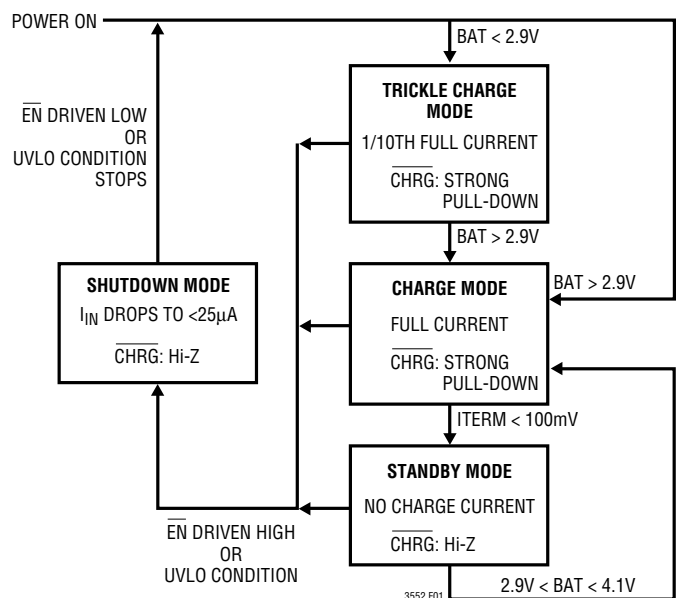 POWER ON
BAT < 2.9V
TRICKLE CHARGE
MODE
1/10TH FULL CURRENT
CHRG: STRONG
PULL-DOWN
EN DRIVEN LOW
OR
UVLO CONDITION
STOPS
BAT > 2.9V
SHUTDOWN MODE
IIN DROPS TO <25µA
CHRG: Hi-Z
CHARGE MODE
FULL CURRENT
CHRG: STRONG
PULL-DOWN
BAT > 2.9V
ITERM < 100mV
STANDBY MODE
NO CHARGE CURRENT
CHRG: Hi-Z
EN DRIVEN HIGH
OR
UVLO CONDITION
3552 F01
2.9V < BAT < 4.1V